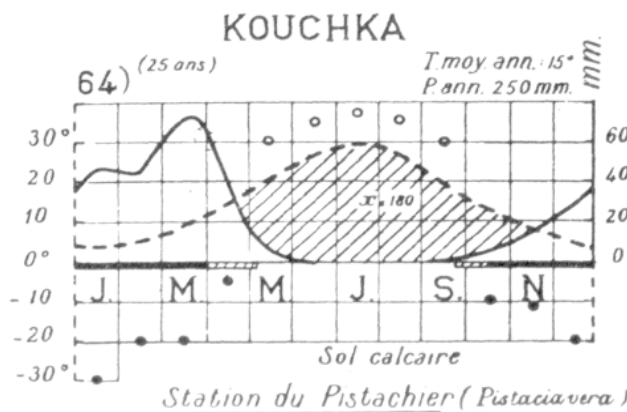 KOUCHKA
64) (25 ans)
T.moy. ann.: 15°
P. ann. 250 mm.
mm.
30° 60
20 x = 180 40
10 20
0° 0
J. M. M J. S. N
-10
-20
Sol calcaire
-30°
Station du Pistachier (Pistacia vera)